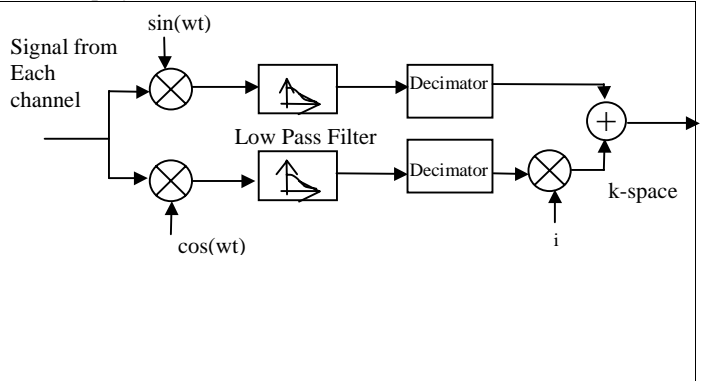 sin(wt)
Signal from
Each
channel
Decimator
+
Low Pass Filter
Decimator
k-space
cos(wt)
i